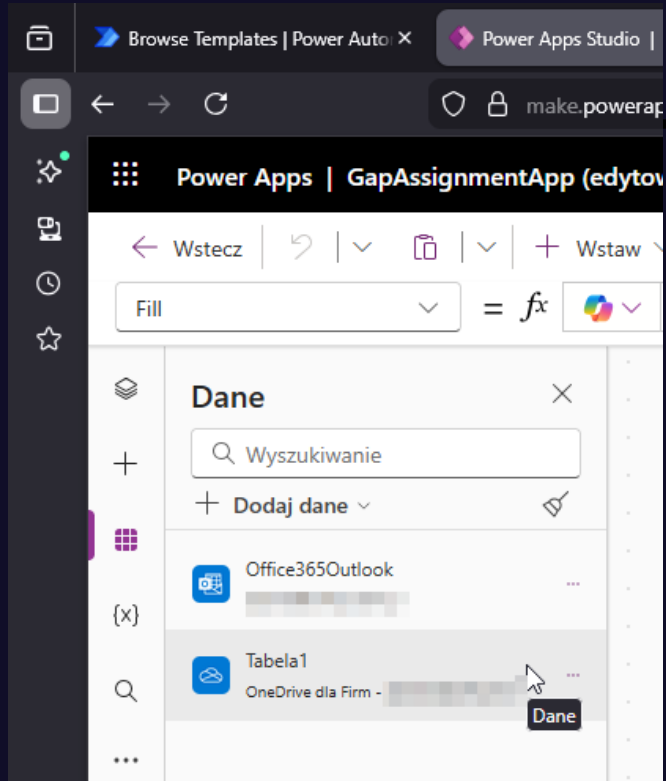 Browse Templates | Power Auto
Power Apps Studio |
make.powerap
Power Apps | GapAssignmentApp (edytow
Wstecz
Wstaw
Fill
= fx
Dane
Wyszukiwanie
Dodaj dane
Office365Outlook
{x}
Tabela1
OneDrive dla Firm -
Dane